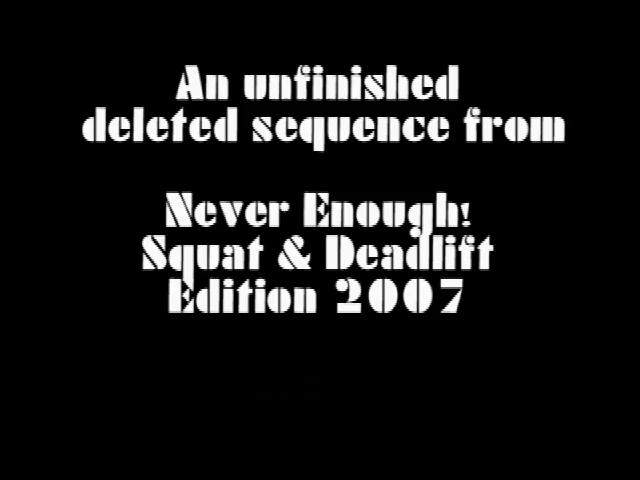 An unfinished
deleted sequence from
Never Enough!
Squat & Deadlift
Edition 2007